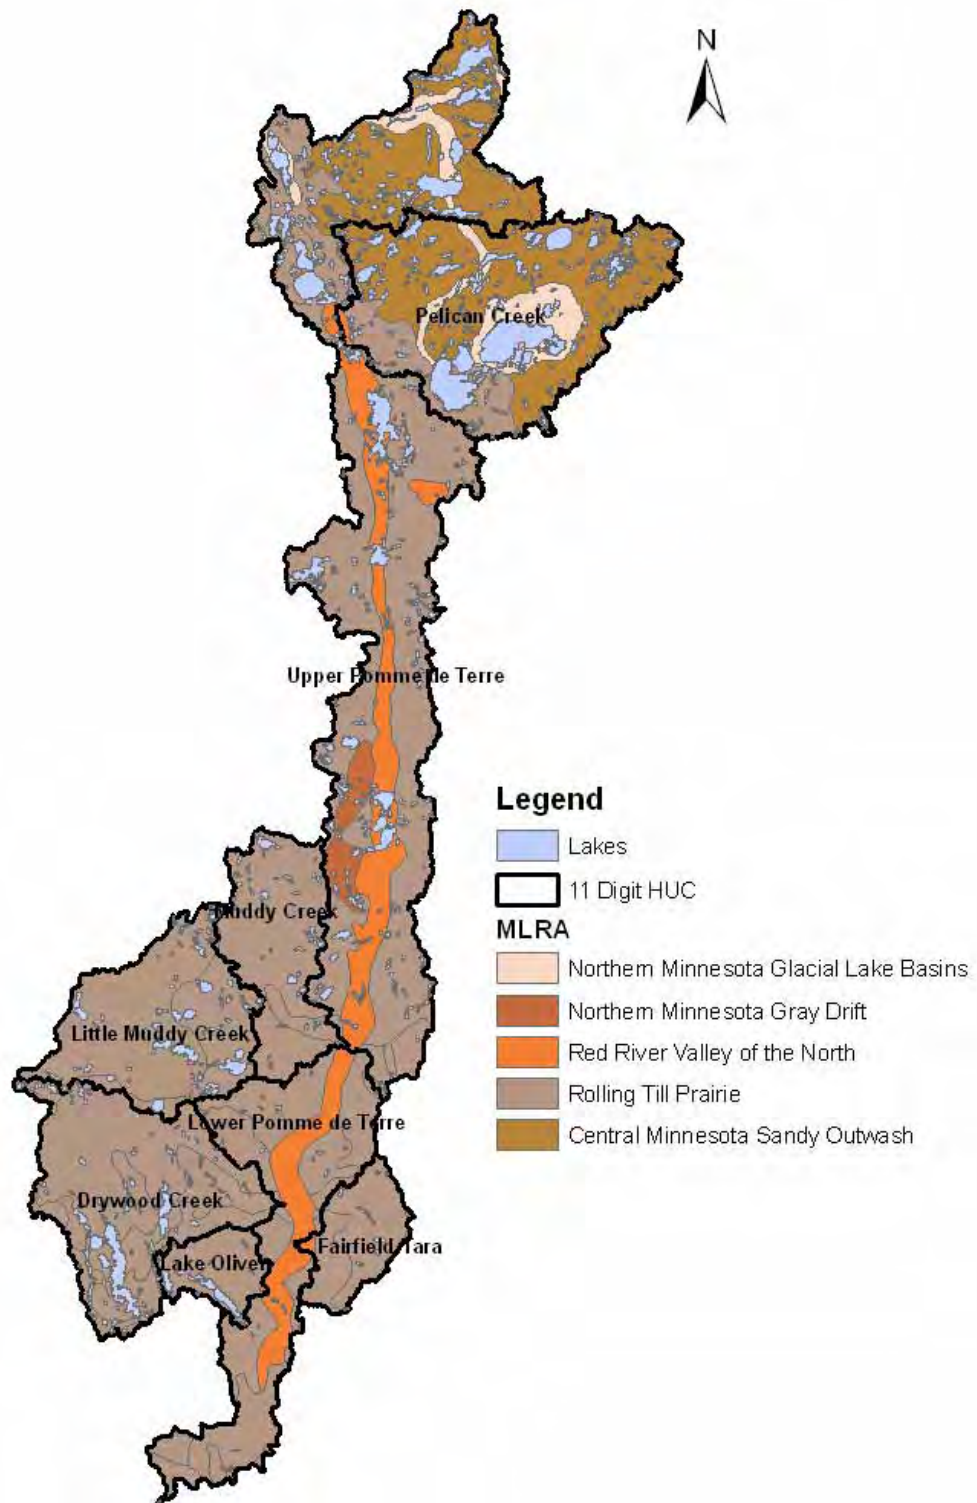 N
Pelican Creek
Upper Pomme de Terre
Legend
Lakes
11 Digit HUC
MLRA
Northern Minnesota Glacial Lake Basins
Northern Minnesota Gray Drift
Red River Valley of the North
Rolling Till Prairie
Central Minnesota Sandy Outwash
Muddy Creek
Little Muddy Creek
Lower Pomme de Terre
Drywood Creek
Fairfield Tara
Lake Oliver